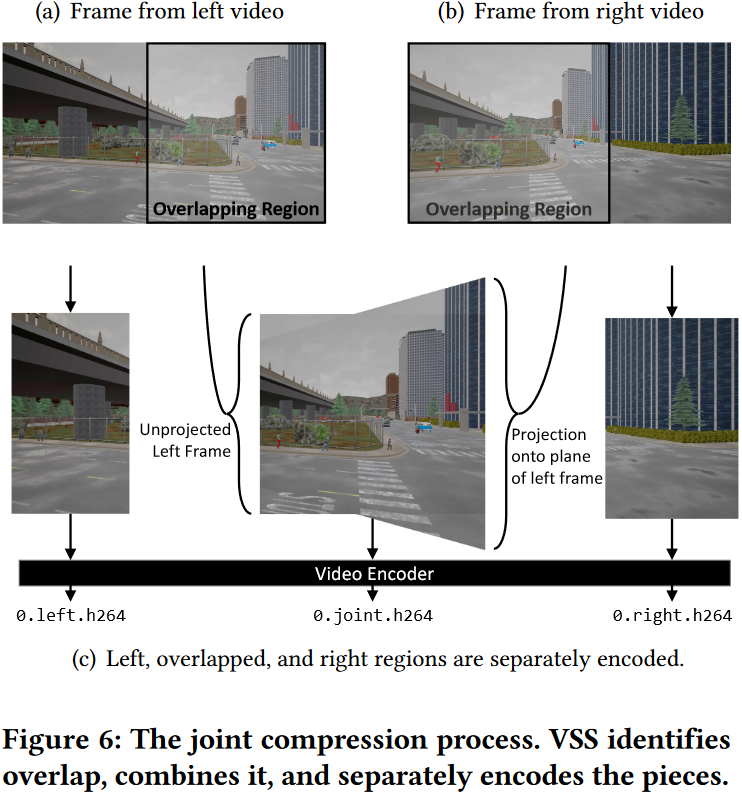 (a) Frame from left video
(b) Frame from right video
Overlapping Region
Overlapping Region
Unprojected
Left Frame
Projection
onto plane
of left frame
Video Encoder
0.left.h264
0.joint.h264
0.right.h264
(c) Left, overlapped, and right regions are separately encoded.
Figure 6: The joint compression process. VSS identifies
overlap, combines it, and separately encodes the pieces.